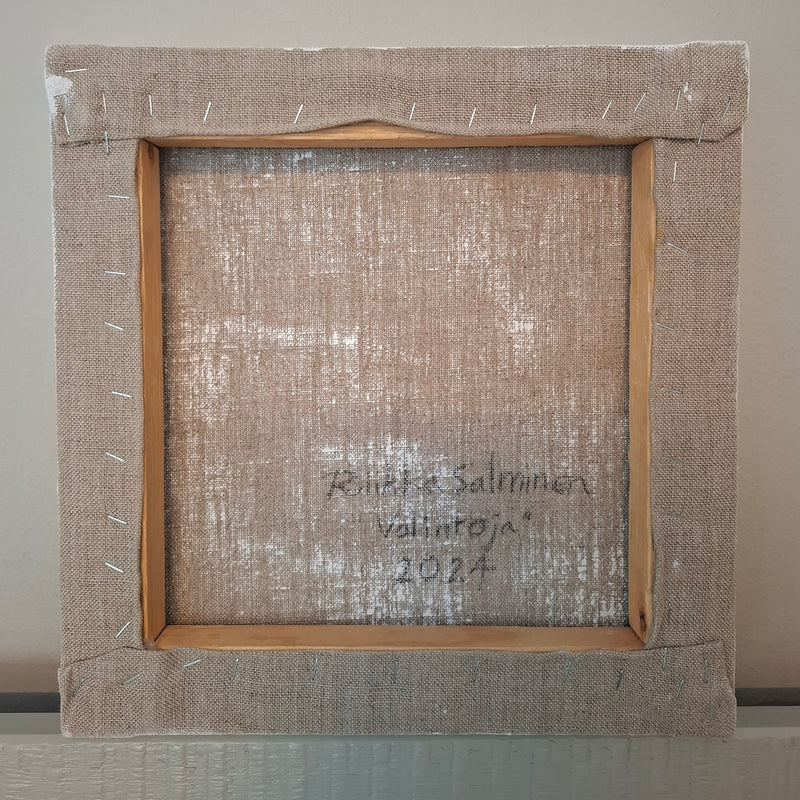 Riikka Salminen
"Valintoja"
2024